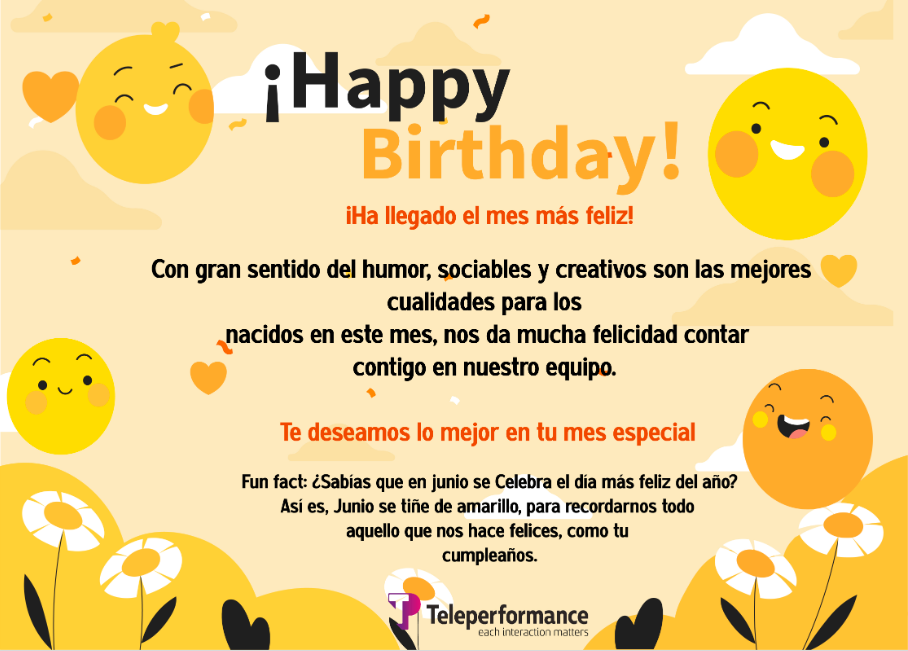 ¡Happy
Birthday!
¡Ha llegado el mes más feliz!
Con gran sentido del humor, sociables y creativos son las mejores
cualidades para los
nacidos en este mes, nos da mucha felicidad contar
contigo en nuestro equipo.
Te deseamos lo mejor en tu mes especial
Fun fact: ¿Sabías que en junio se Celebra el día más feliz del año?
Así es, Junio se tiñe de amarillo, para recordarnos todo
aquello que nos hace felices, como tu
cumpleaños.
TP Teleperformance
each interaction matters